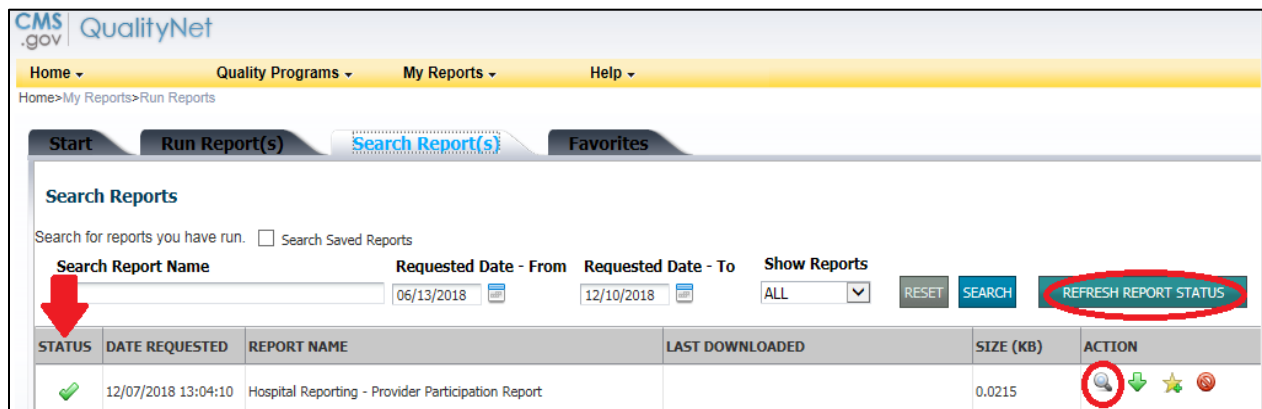 CMS
.gov
QualityNet
Home Quality Programs My Reports Help
Home>My Reports>Run Reports
Start Run Report(s) Search Report(s) Favorites
Search Reports
Search for reports you have run. Search Saved Reports
Search Report Name Requested Date - From Requested Date - To Show Reports
06/13/2018 12/10/2018 ALL RESET SEARCH REFRESH REPORT STATUS
STATUS DATE REQUESTED REPORT NAME LAST DOWNLOADED SIZE (KB) ACTION
12/07/2018 13:04:10 Hospital Reporting - Provider Participation Report 0.0215